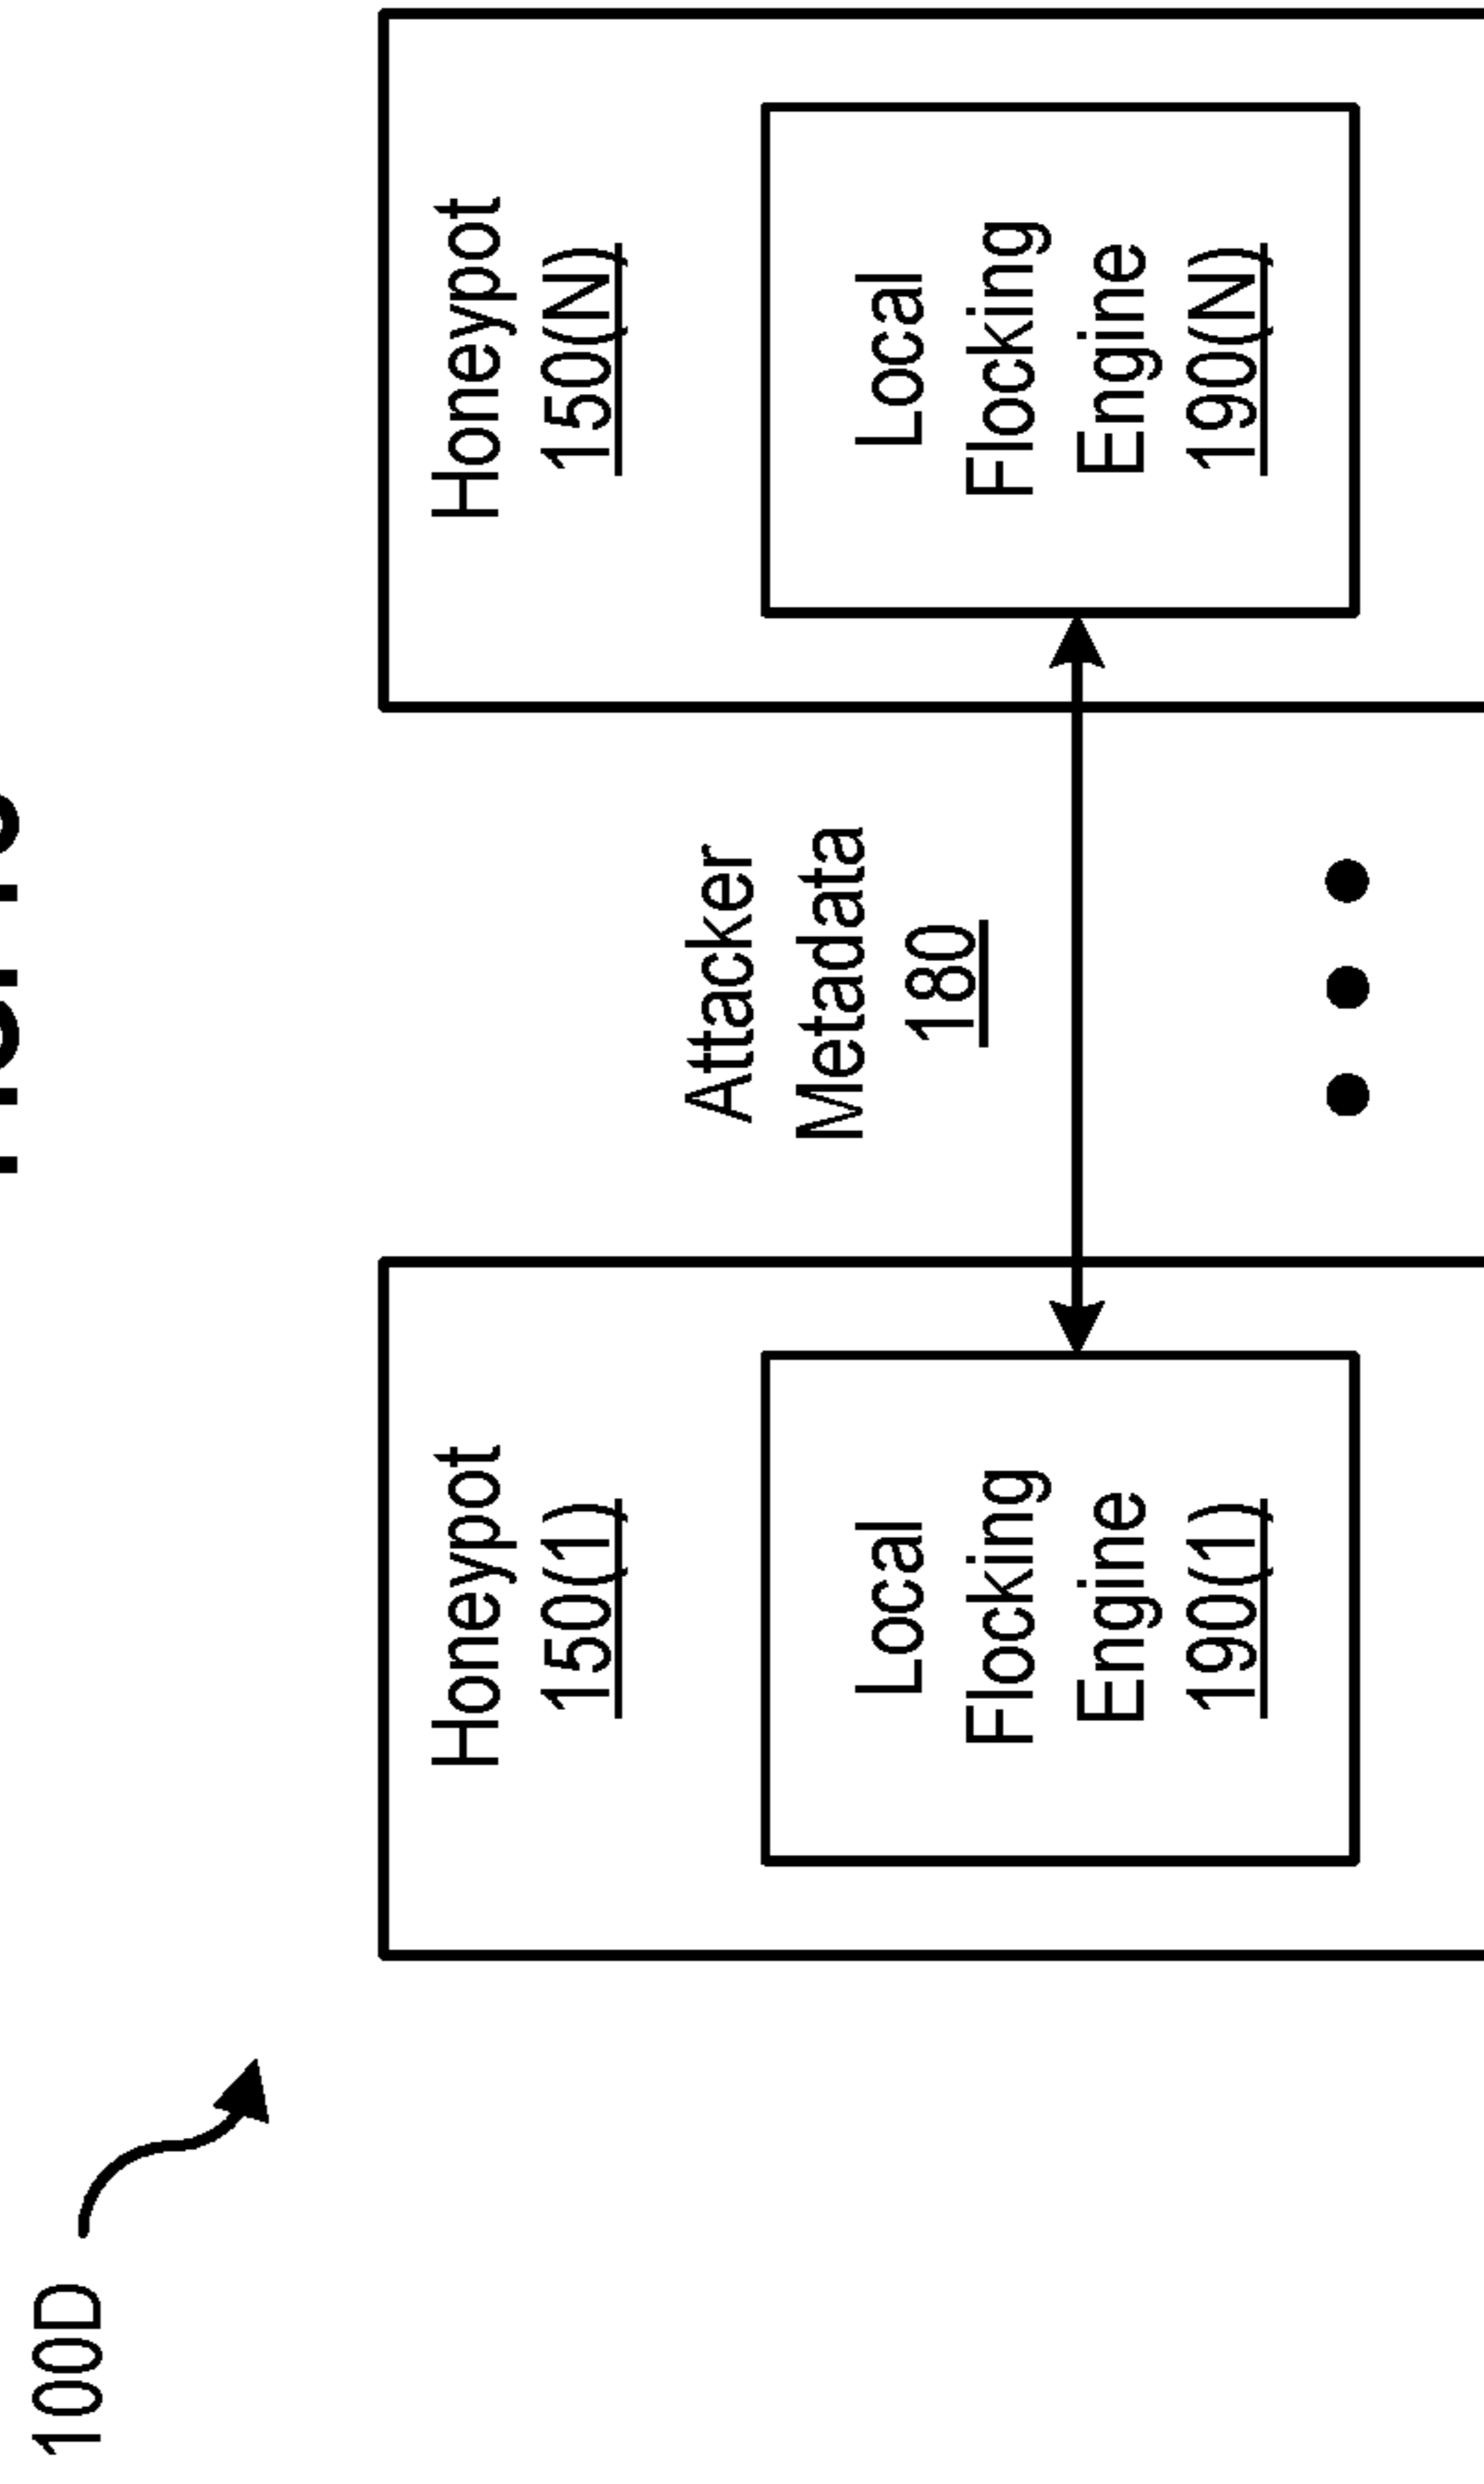 100D
Honeypot
150(1)
Local
Flocking
Engine
190(1)
Attacker
Metadata
180
Honeypot
150(N)
Local
Flocking
Engine
190(N)